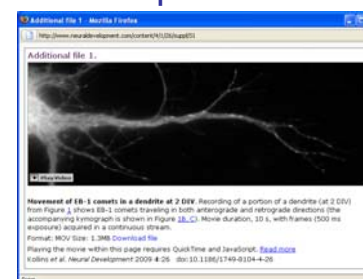 Additional file 1 - Mozilla Firefox
http://www.neuraldevelopment.com/content/4/1/26/suppl/S1
Additional file 1.
Play Video
Movement of EB-1 comets in a dendrite at 2 DIV. Recording of a portion of a dendrite (at 2 DIV)
from Figure 1 shows EB-1 comets traveling in both anterograde and retrograde directions (the
accompanying kymograph is shown in Figure 1B, C). Movie duration, 10 s, with frames (500 ms
exposure) acquired in a continuous stream.
Format: MOV Size: 1.3MB Download file
Playing the movie within this page requires QuickTime and JavaScript. Read more
Kollins et al. Neural Development 2009 4:26 doi:10.1186/1749-8104-4-26